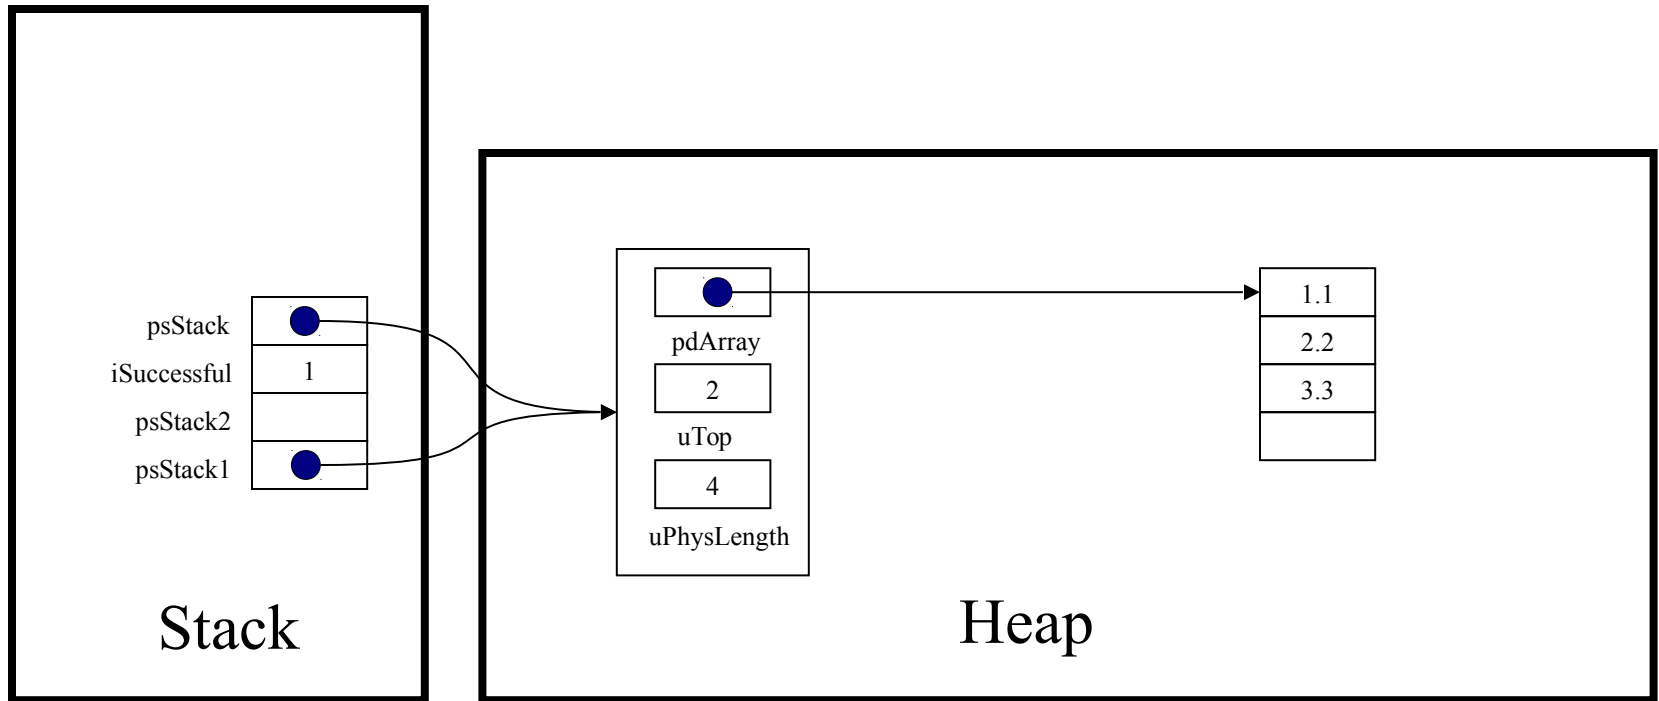 psStack
iSuccessful 1
psStack2
psStack1
Stack
pdArray
2
uTop
4
uPhysLength
1.1
2.2
3.3
Heap